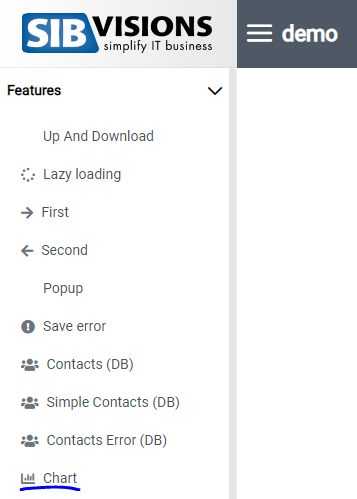 SIB VISIONS
simplify IT business
demo
Features
Up And Download
Lazy loading
First
Second
Popup
Save error
Contacts (DB)
Simple Contacts (DB)
Contacts Error (DB)
Chart